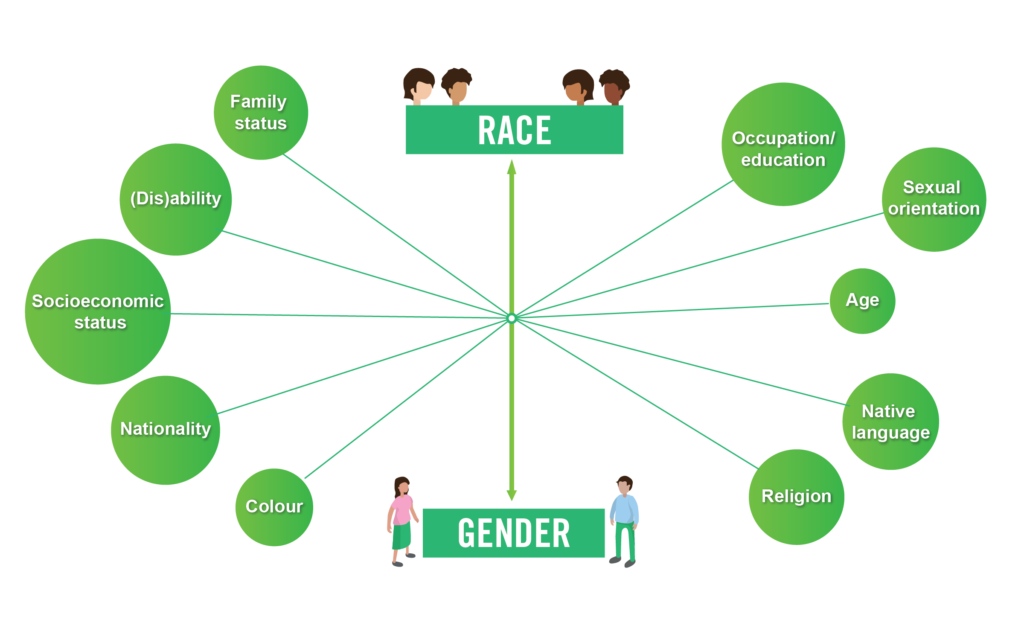 RACE
Family
status
(Dis)ability
Socioeconomic
status
Nationality
Colour
Occupation/
education
Sexual
orientation
Age
Native
language
Religion
GENDER